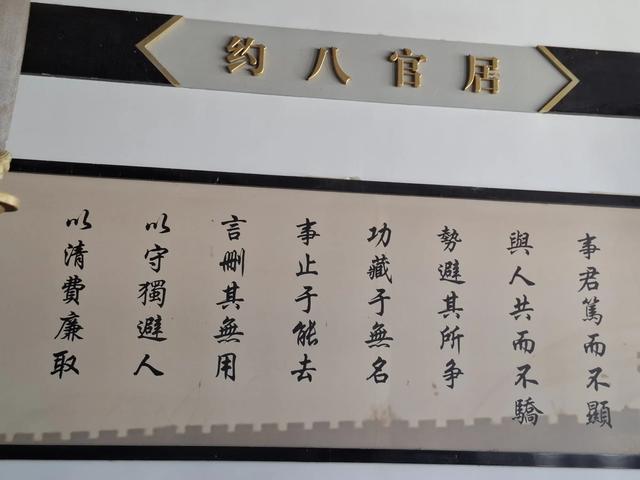 居官八约
事君篤而不顯
與人共而不驕
勢避其所争
功藏于無名
事止于能去
言删其無用
以守獨避人
以清費廉取